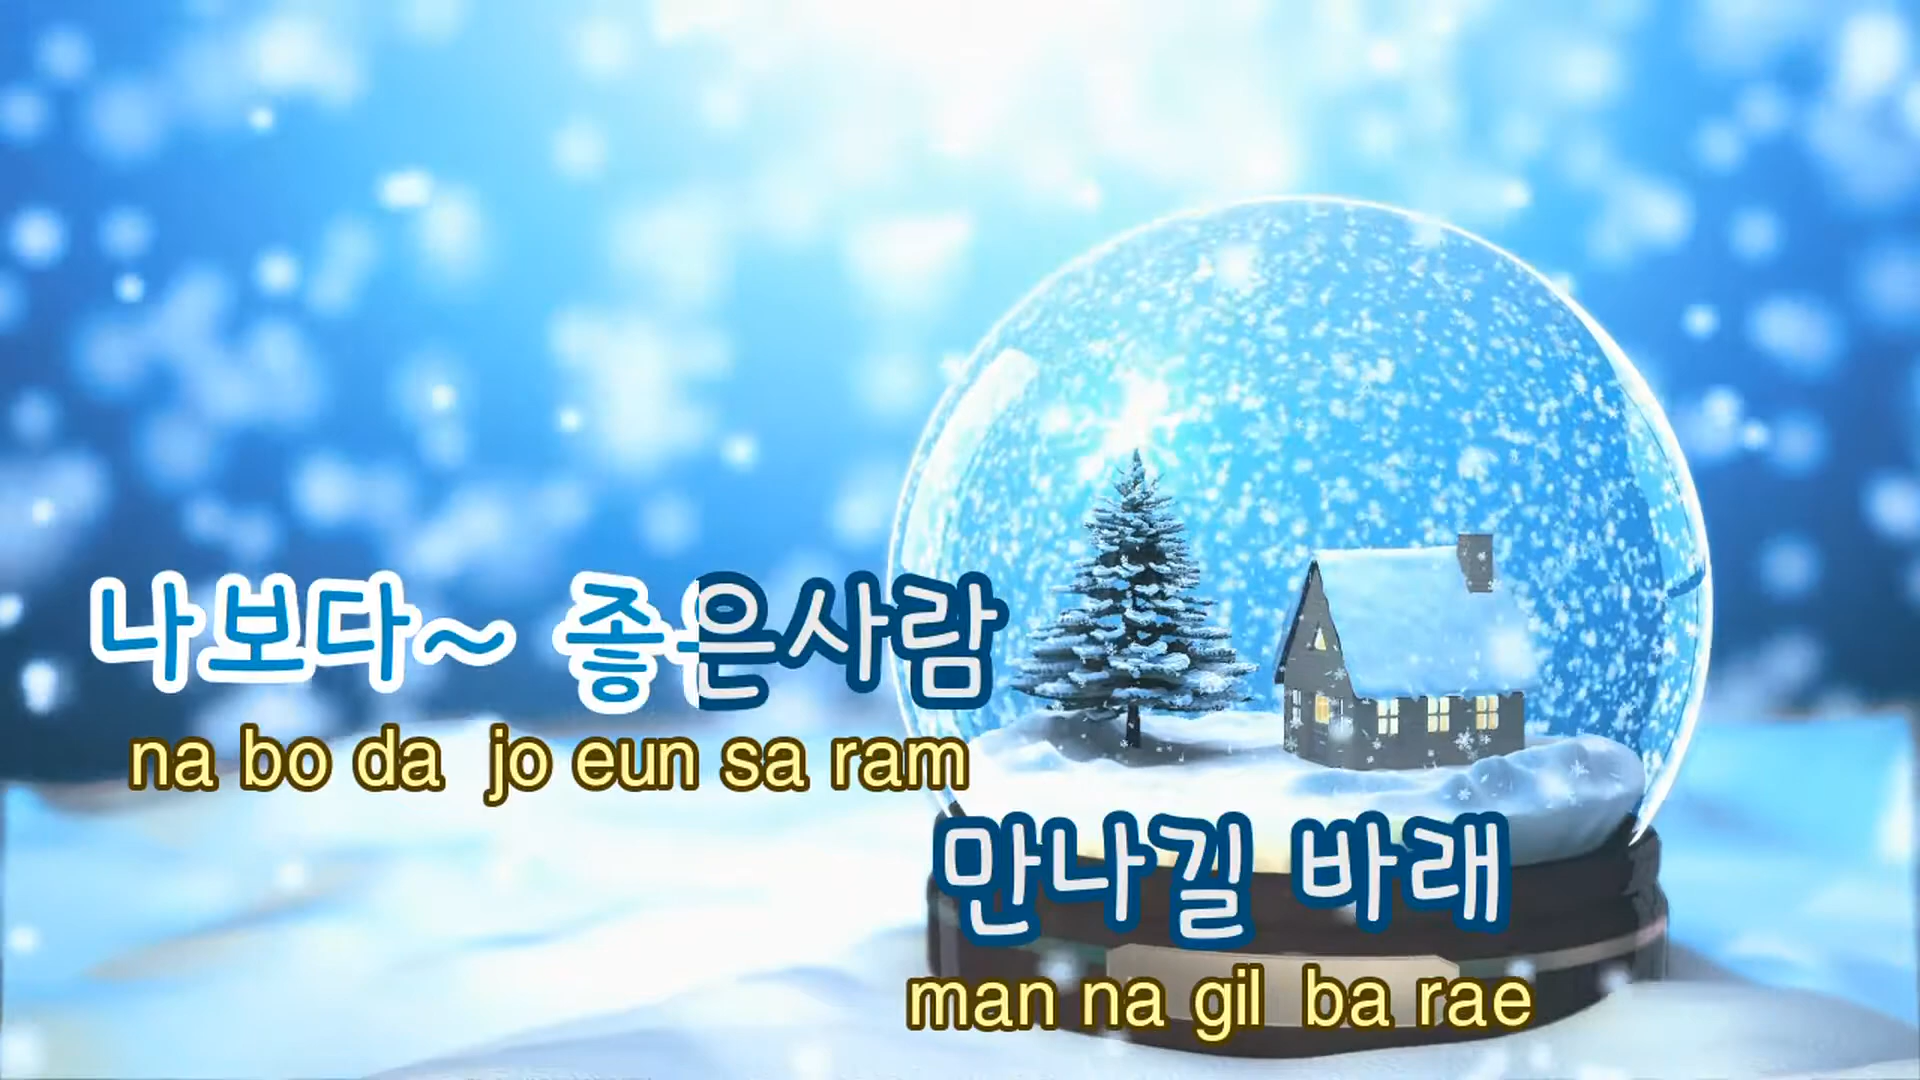 나보다~ 좋은사람
na bo da jo eun sa ram
만나낄 바래
man na gil ba rae